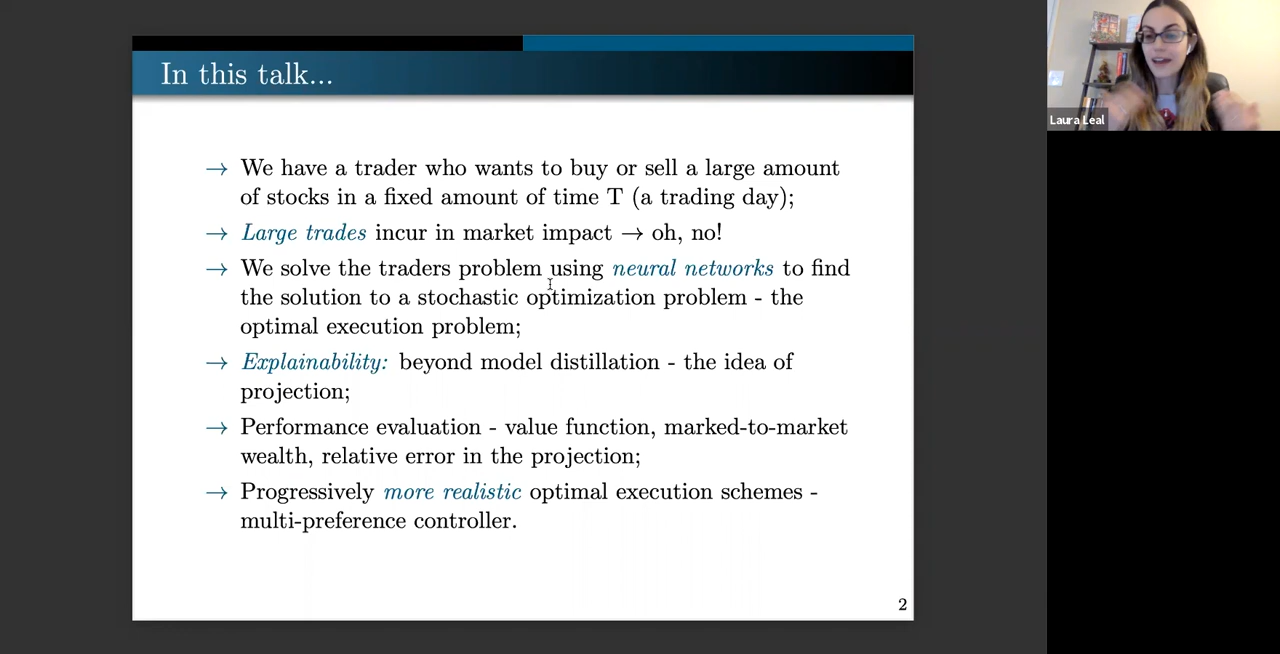 In this talk...
→ We have a trader who wants to buy or sell a large amount
of stocks in a fixed amount of time T (a trading day);
→ Large trades incur in market impact → oh, no!
→ We solve the traders problem using neural networks to find
the solution to a stochastic optimization problem - the
optimal execution problem;
→ Explainability: beyond model distillation - the idea of
projection;
→ Performance evaluation - value function, marked-to-market
wealth, relative error in the projection;
→ Progressively more realistic optimal execution schemes -
multi-preference controller.
2
Laura Leal